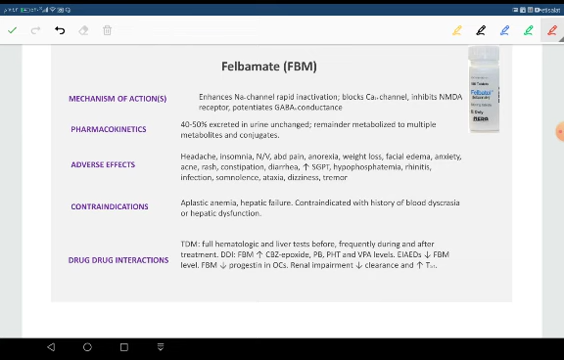 Felbamate (FBM)
MECHANISM OF ACTION(S)
Enhances Na+ channel rapid inactivation; blocks Ca++ channel, inhibits NMDA
receptor, potentiates GABAA conductance
PHARMACOKINETICS
40-50% excreted in urine unchanged; remainder metabolized to multiple
metabolites and conjugates.
ADVERSE EFFECTS
Headache, insomnia, N/V, abd pain, anorexia, weight loss, facial edema, anxiety,
acne, rash, constipation, diarrhea, ↑ SGPT, hypophosphatemia, rhinitis,
infection, somnolence, ataxia, dizziness, tremor
CONTRAINDICATIONS
Aplastic anemia, hepatic failure. Contraindicated with history of blood dyscrasia
or hepatic dysfunction.
DRUG DRUG INTERACTIONS
TDM: full hematologic and liver tests before, frequently during and after
treatment. DDI: FBM ↑ CBZ-epoxide, PB, PHT and VPA levels. EIAEDs ↓ FBM
level. FBM ↓ progestin in OCs. Renal impairment ↓ clearance and ↑ T1/2.
Felbatol